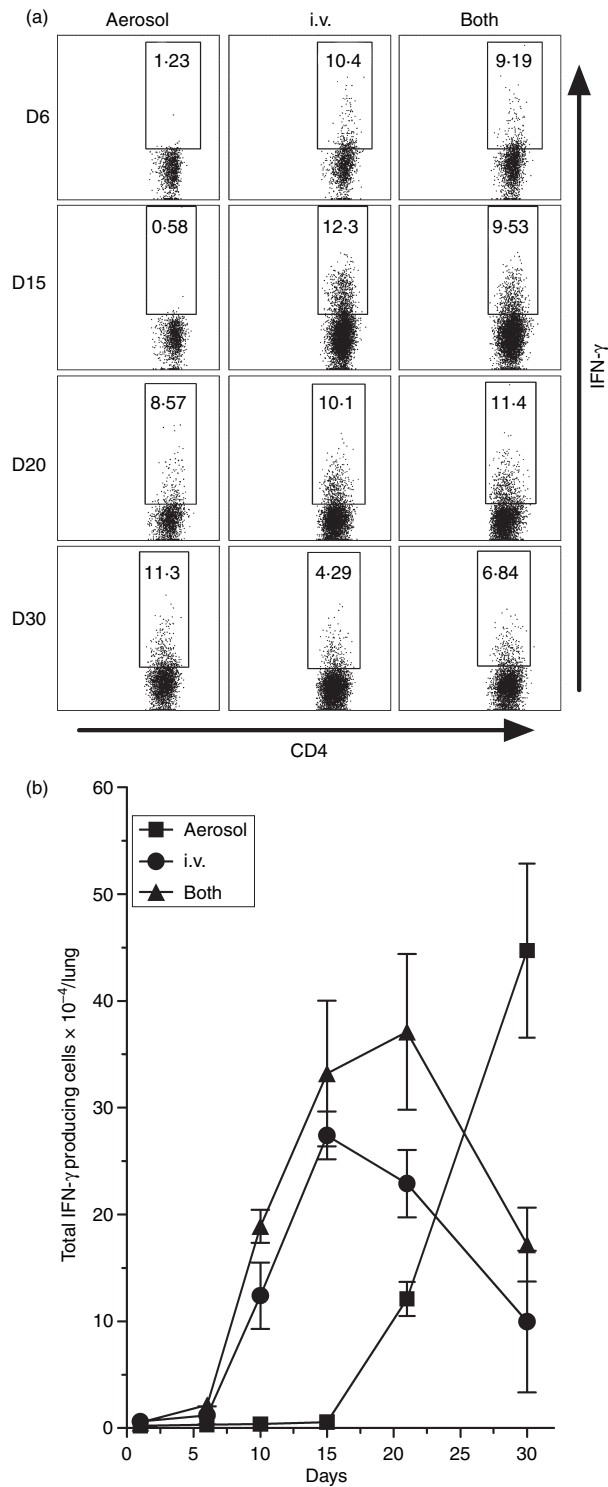 (a)
Aerosol i.v. Both
D6 1·23 10·4 9·19
D15 0·58 12·3 9·53
D20 8·57 10·1 11·4
D30 11·3 4·29 6·84
IFN-γ
CD4
(b)
Aerosol
i.v.
Both
60
50
40
30
20
10
0
Total IFN-γ producing cells × 10⁻⁴/lung
0 5 10 15 20 25 30
Days